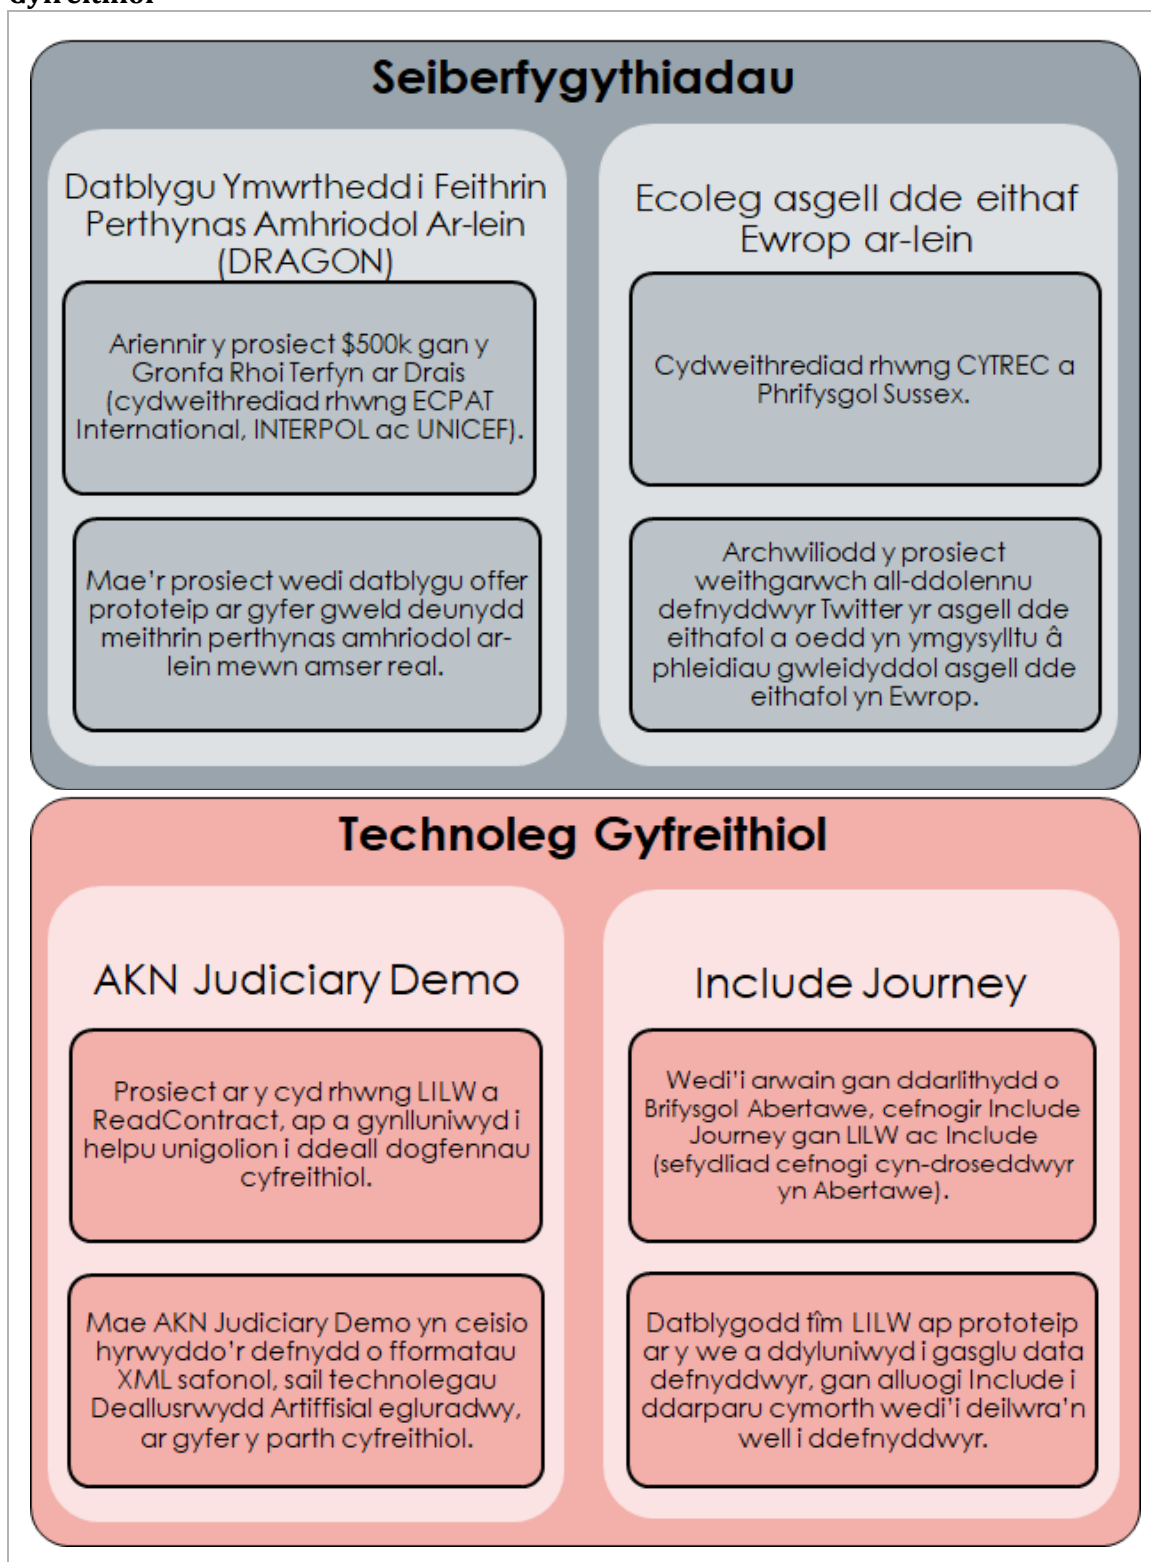 Seiberfygythiadau
Datblygu Ymwrthedd i Feithrin
Perthynas Amhriodol Ar-lein
(DRAGON)
Ariennir y prosiect $500k gan y
Gronfa Rhoi Terfyn ar Drais
(cydweithrediad rhwng ECPAT
International, INTERPOL ac UNICEF).
Mae'r prosiect wedi datblygu offer
prototeip ar gyfer gweld deunydd
meithrin perthynas amhriodol ar-
lein mewn amser real.
Ecoleg asgell dde eithaf
Ewrop ar-lein
Cydweithrediad rhwng CYTREC a
Phrifysgol Sussex.
Archwiliodd y prosiect
weithgarwch all-ddolennu
defnyddwyr Twitter yr asgell dde
eithafol a oedd yn ymgysylltu â
phleidiau gwleidyddol asgell dde
eithafol yn Ewrop.
Technoleg Gyfreithiol
AKN Judiciary Demo
Prosiect ar y cyd rhwng LILW a
ReadContract, ap a gynlluniwyd i
helpu unigolion i ddeall dogfennau
cyfreithiol.
Mae AKN Judiciary Demo yn ceisio
hyrwyddo'r defnydd o fformatau
XML safonol, sail technolegau
Deallusrwydd Artiffisial egluradwy,
ar gyfer y parth cyfreithiol.
Include Journey
Wedi'i arwain gan ddarlithydd o
Brifysgol Abertawe, cefnogir Include
Journey gan LILW ac Include
(sefydliad cefnogi cyn-droseddwyr
yn Abertawe).
Datblygodd tîm LILW ap prototeip
ar y we a ddyluniwyd i gasglu data
defnyddwyr, gan alluogi Include i
ddarparu cymorth wedi'i deilwra'n
well i ddefnyddwyr.